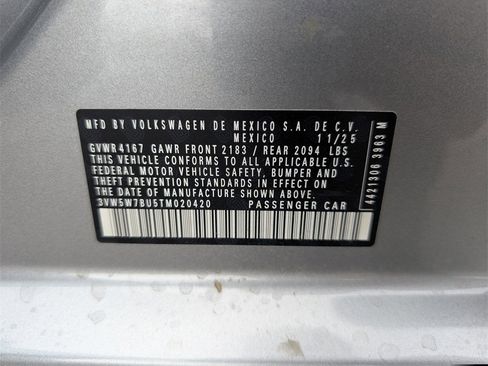 MFD BY VOLKSWAGEN DE MEXICO S.A. DE C.V.
MEXICO 11/25
GVWR 4167 GAWR FRONT 2183 / REAR 2094 LBS
THIS VEHICLE CONFORMS TO ALL APPLICABLE U.S.
FEDERAL MOTOR VEHICLE SAFETY, BUMPER AND
THEFT PREVENTION STANDARDS IN EFFECT ON THE
DATE OF MANUFACTURE SHOWN ABOVE
3VW5W7BU5TM020420 PASSENGER CAR
4421306 3963 M